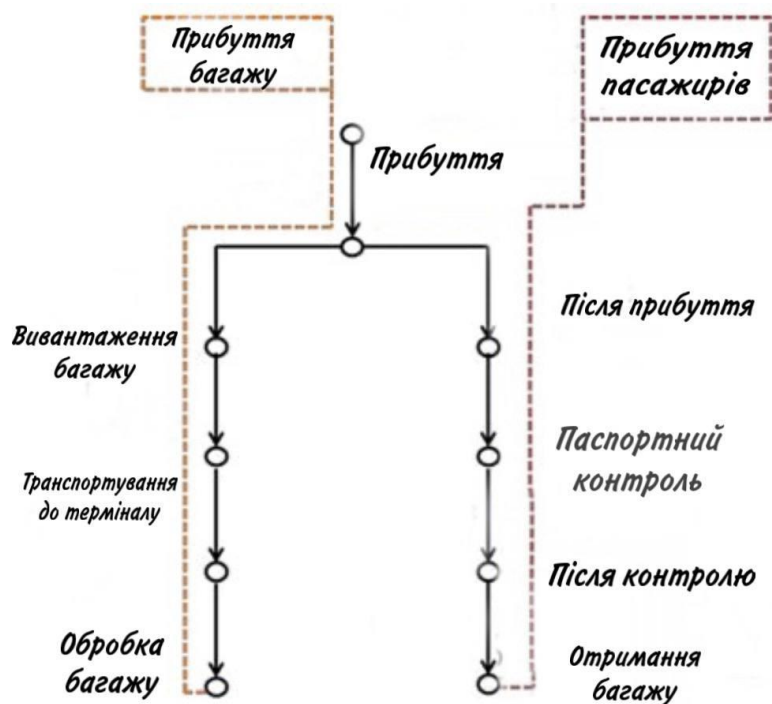 Прибуття
багажу
Прибуття
пасажирів
Прибуття
Вивантаження
багажу
Після прибуття
Транспортування
до терміналу
Паспортний
контроль
Після контролю
Обробка
багажу
Отримання
багажу